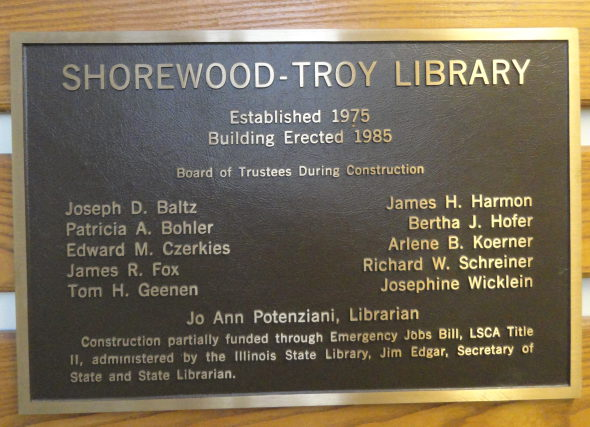 SHOREWOOD-TROY LIBRARY
Established 1975
Building Erected 1985
Board of Trustees During Construction
Joseph D. Baltz
Patricia A. Bohler
Edward M. Czerkies
James R. Fox
Tom H. Geenen
James H. Harmon
Bertha J. Hofer
Arlene B. Koerner
Richard W. Schreiner
Josephine Wicklein
Jo Ann Potenziani, Librarian
Construction partially funded through Emergency Jobs Bill, LSCA Title
II, administered by the Illinois State Library, Jim Edgar, Secretary of
State and State Librarian.